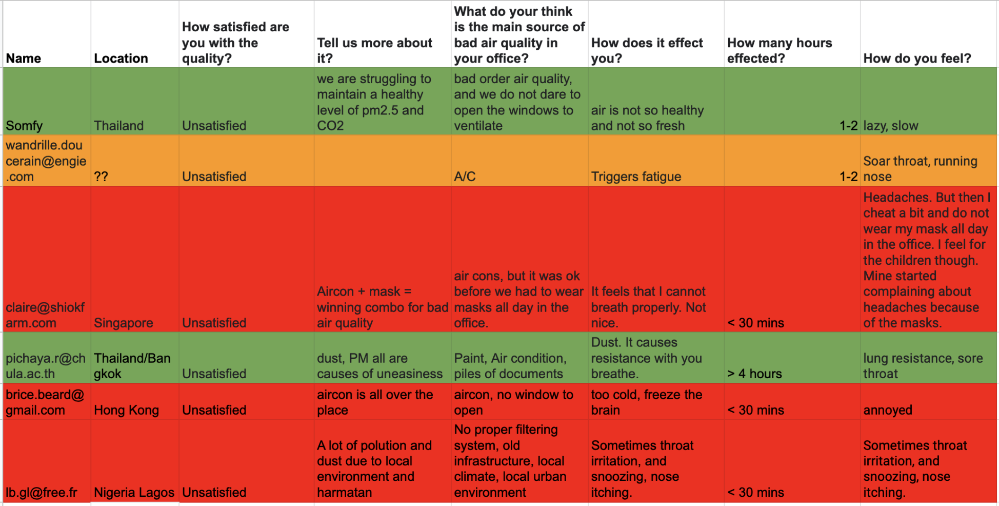 Name
Location
How satisfied are
you with the
quality?
Tell us more about
it?
What do your think
is the main source of
bad air quality in
your office?
How does it effect
you?
How many hours
effected?
How do you feel?
Somfy
Thailand
Unsatisfied
we are struggling to
maintain a healthy
level of pm2.5 and
CO2
bad order air quality,
and we do not dare to
open the windows to
ventilate
air is not so healthy
and not so fresh
1-2
lazy, slow
wandrille.dou
cerain@engie
.com
??
Unsatisfied
A/C
Triggers fatigue
1-2
Soar throat, running
nose
claire@shiokf
arm.com
Singapore
Unsatisfied
Aircon + mask =
winning combo for bad
air quality
air cons, but it was ok
before we had to wear
masks all day in the
office.
It feels that I cannot
breath properly. Not
nice.
< 30 mins
Headaches. But then I
cheat a bit and do not
wear my mask all day
in the office. I feel for
the children though.
Mine started
complaining about
headaches because
of the masks.
pichaya.r@ch
ula.ac.th
Thailand/Ban
gkok
Unsatisfied
dust, PM all are
causes of uneasiness
Paint, Air condition,
piles of documents
Dust. It causes
resistance with you
breathe.
> 4 hours
lung resistance, sore
throat
brice.beard@
gmail.com
Hong Kong
Unsatisfied
aircon is all over the
place
aircon, no window to
open
too cold, freeze the
brain
< 30 mins
annoyed
lb.gl@free.fr
Nigeria Lagos
Unsatisfied
A lot of polution and
dust due to local
environment and
harmatan
No proper filtering
system, old
infrastructure, local
climate, local urban
environment
Sometimes throat
irritation, and
snoozing, nose
itching.
< 30 mins
Sometimes throat
irritation, and
snoozing, nose
itching.